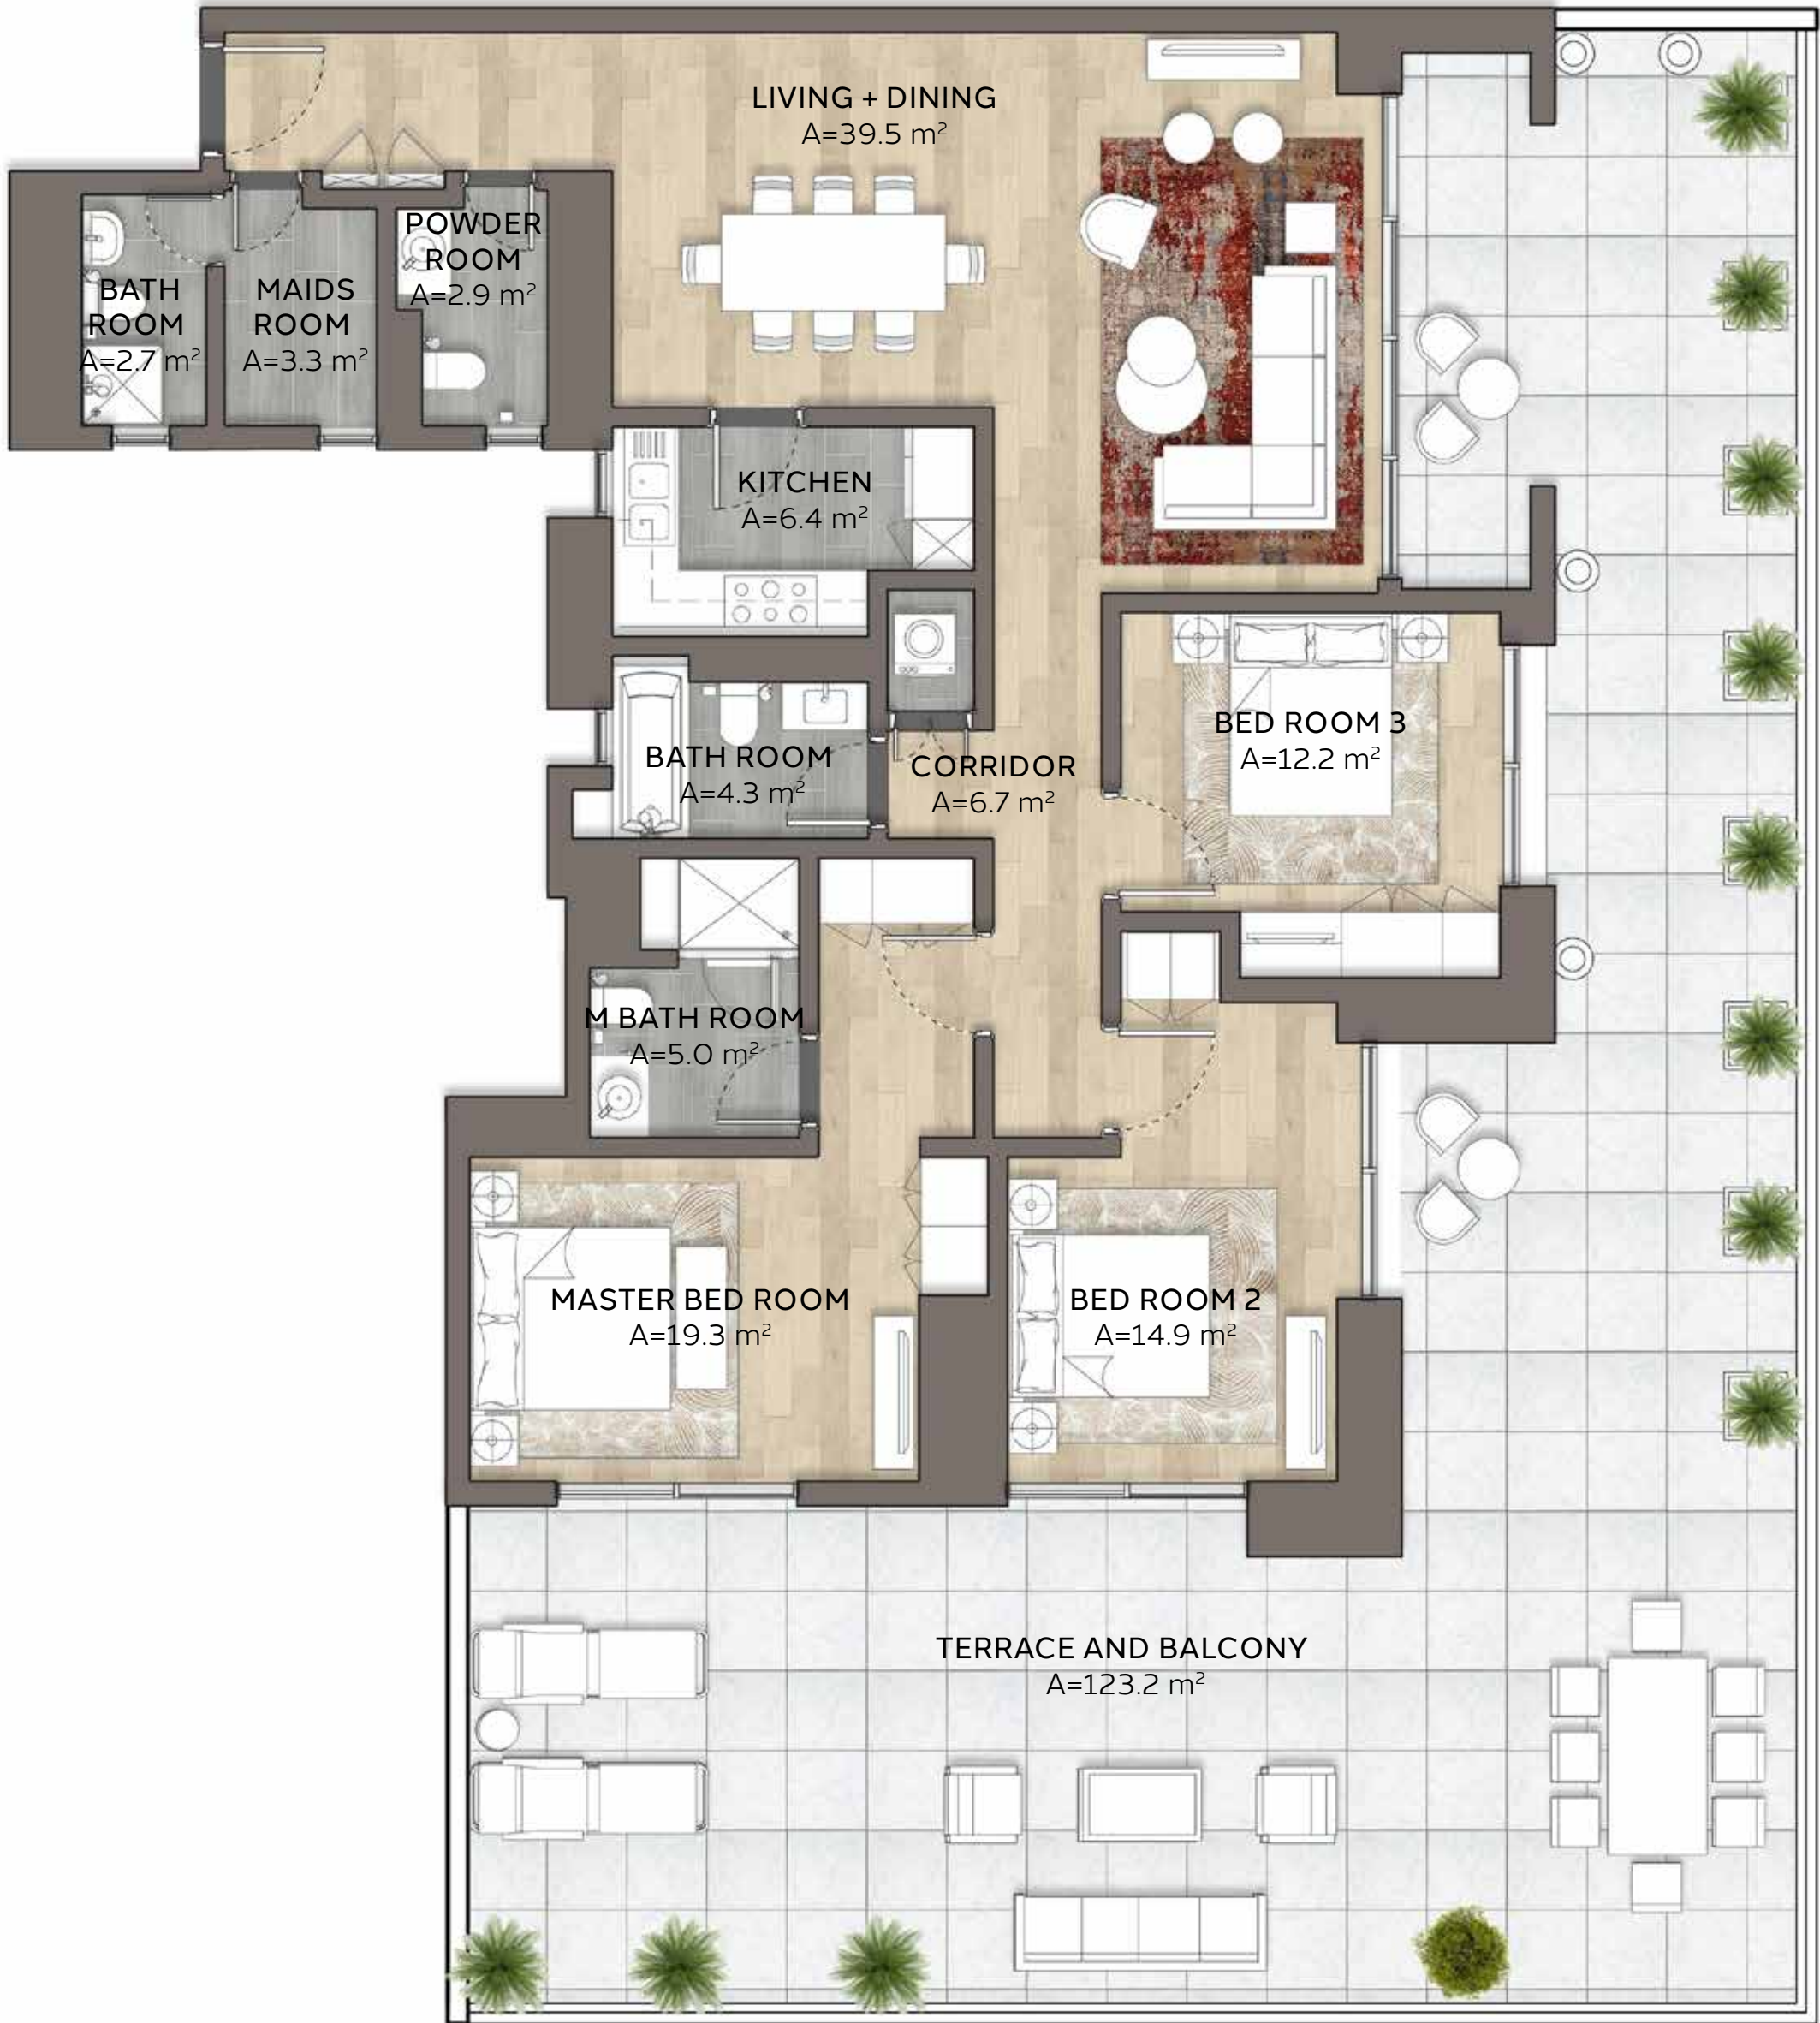 LIVING + DINING
A=39.5 m²
POWDER
ROOM
A=2.9 m²
BATH
ROOM
A=2.7 m²
MAIDS
ROOM
A=3.3 m²
KITCHEN
A=6.4 m²
BED ROOM 3
A=12.2 m²
BATH ROOM
A=4.3 m²
CORRIDOR
A=6.7 m²
M BATH ROOM
A=5.0 m²
MASTER BED ROOM
A=19.3 m²
BED ROOM 2
A=14.9 m²
TERRACE AND BALCONY
A=123.2 m²